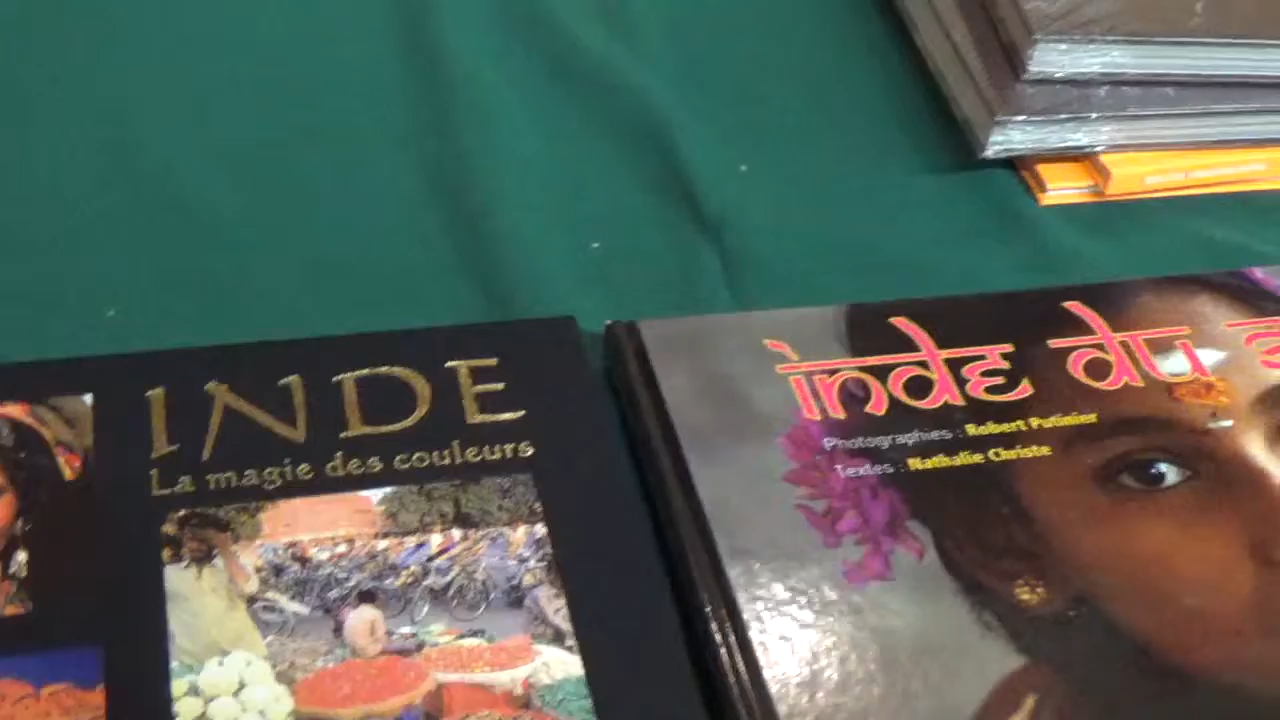 INDE
La magie des couleurs
inde du
Photographies : Robert Putinier
Textes : Nathalie Christe